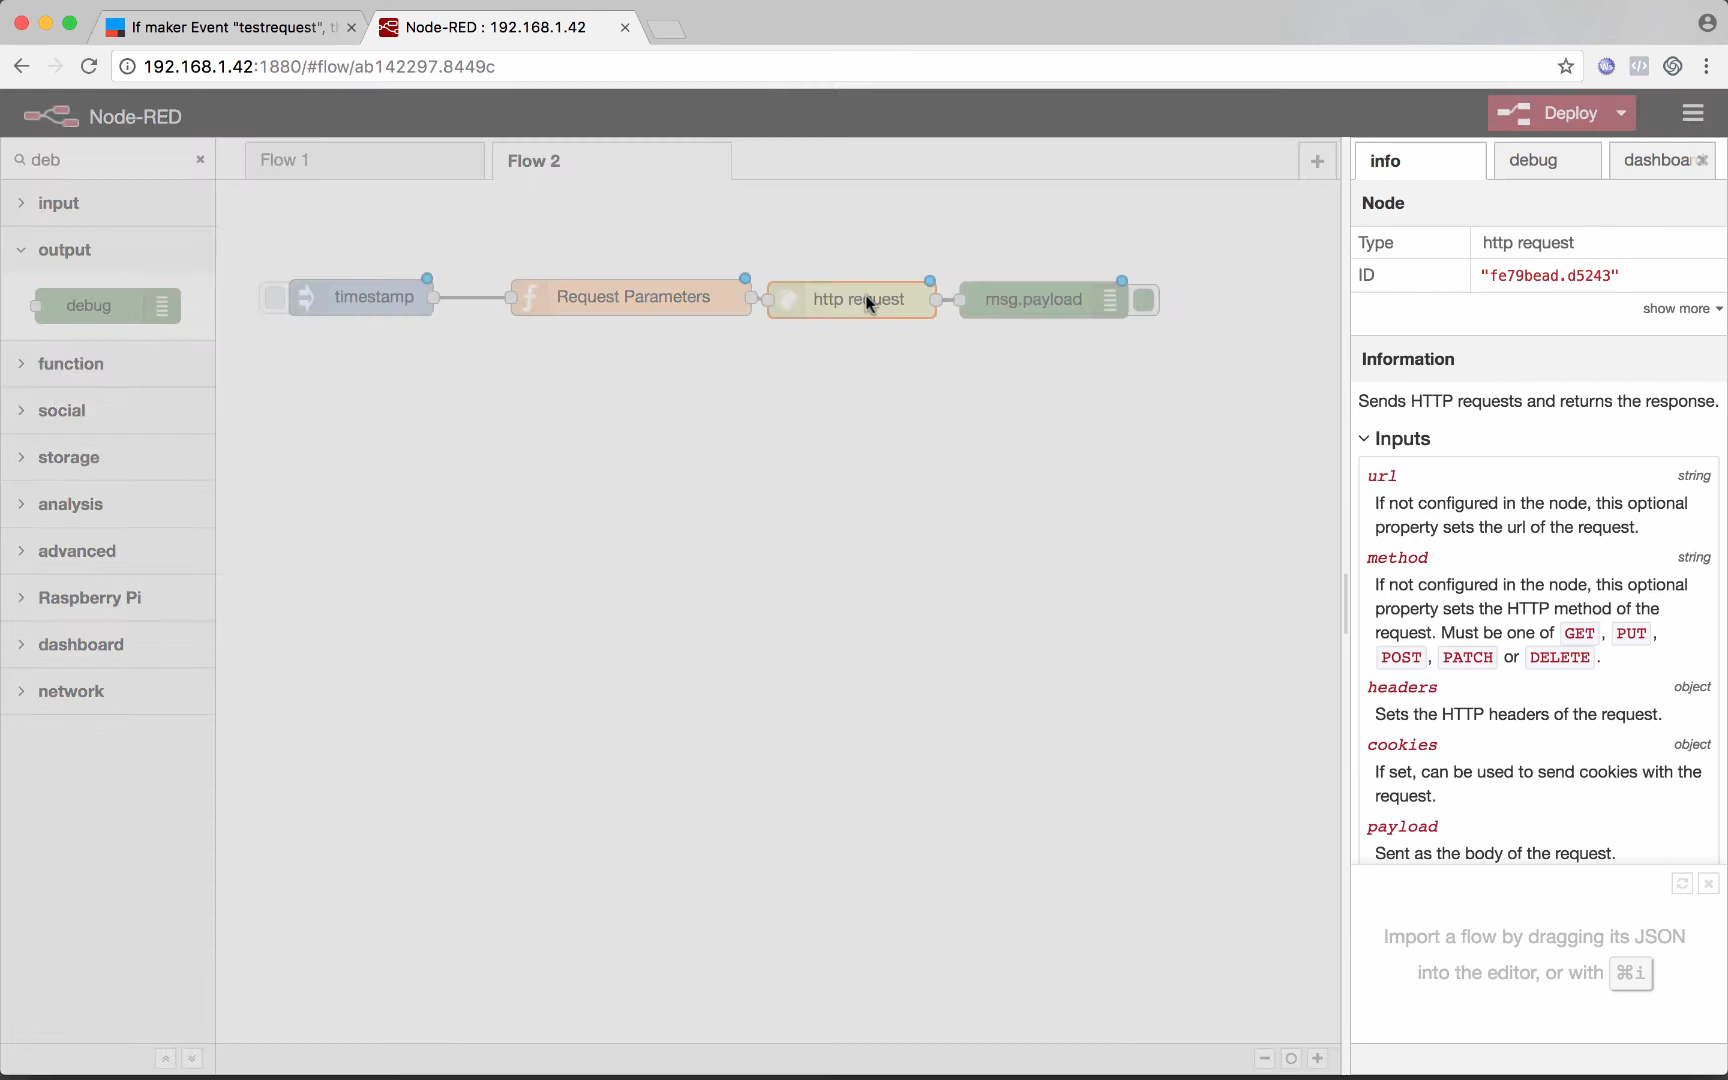 If maker Event "testrequest", th
Node-RED : 192.168.1.42
192.168.1.42:1880/#flow/ab142297.8449c
Node-RED
Deploy
deb
Flow 1
Flow 2
info
debug
dashboard
input
output
debug
function
social
storage
analysis
advanced
Raspberry Pi
dashboard
network
timestamp
Request Parameters
http request
msg.payload
Node
Type http request
ID "fe79bead.d5243"
show more
Information
Sends HTTP requests and returns the response.
Inputs
url string
If not configured in the node, this optional
property sets the url of the request.
method string
If not configured in the node, this optional
property sets the HTTP method of the
request. Must be one of GET , PUT ,
POST , PATCH or DELETE .
headers object
Sets the HTTP headers of the request.
cookies object
If set, can be used to send cookies with the
request.
payload
Sent as the body of the request.
Import a flow by dragging its JSON
into the editor, or with ⌘i